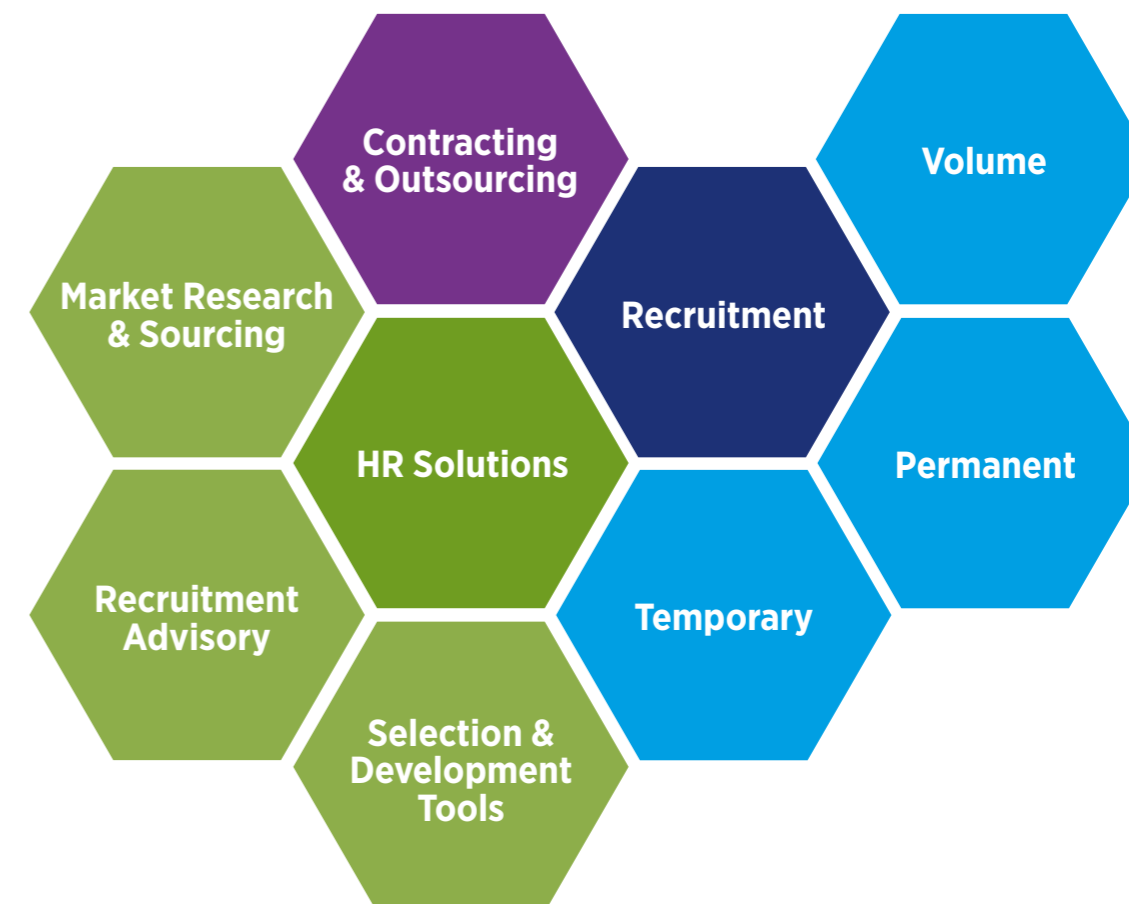 Contracting
& Outsourcing
Volume
Market Research
& Sourcing
Recruitment
HR Solutions
Permanent
Recruitment
Advisory
Temporary
Selection &
Development
Tools